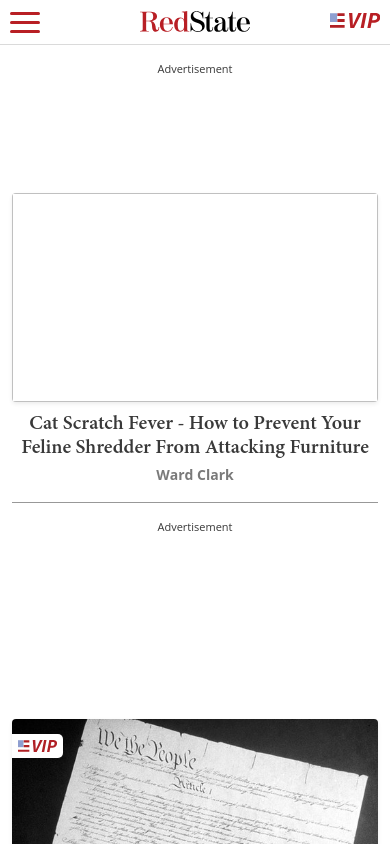 RedState
VIP
Advertisement
Cat Scratch Fever - How to Prevent Your
Feline Shredder From Attacking Furniture
Ward Clark
Advertisement
VIP
We the People
Article I